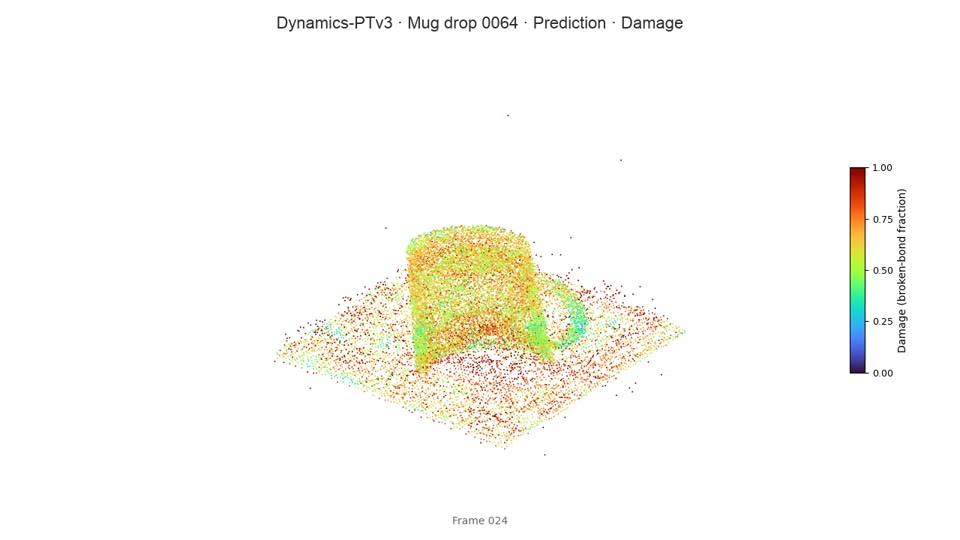 Dynamics-PTv3 · Mug drop 0064 · Prediction · Damage
1.00
0.75
0.50
0.25
0.00
Damage (broken-bond fraction)
Frame 024